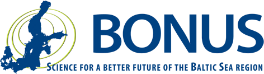 BONUS
SCIENCE FOR A BETTER FUTURE OF THE BALTIC SEA REGION